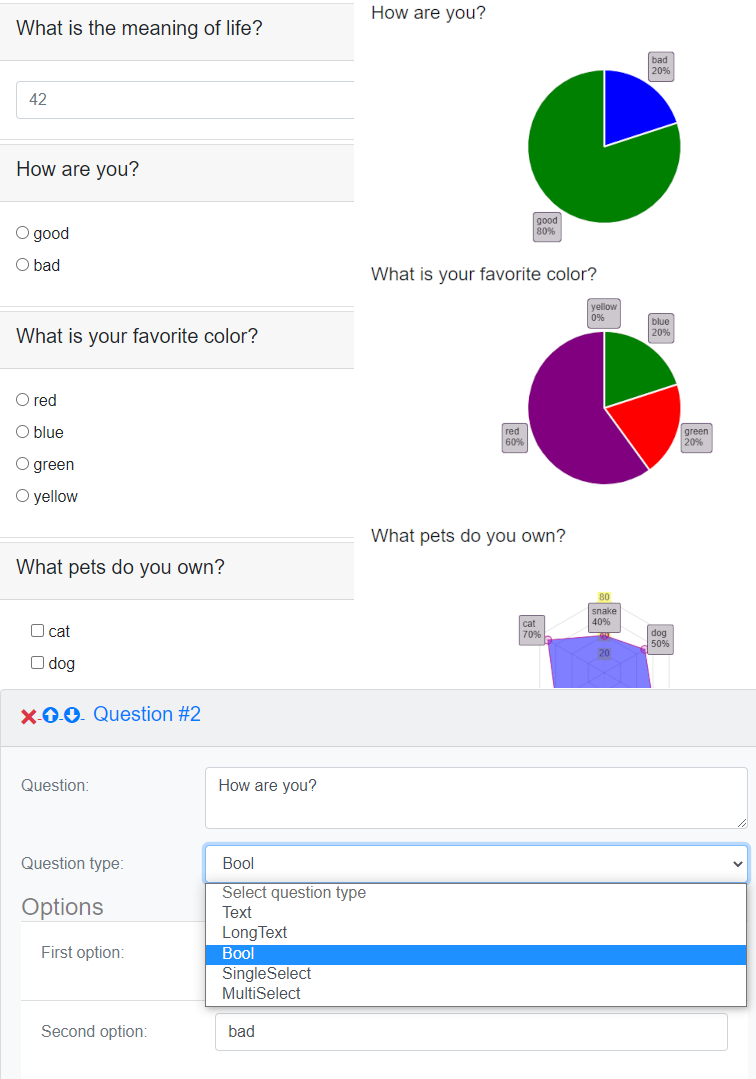 What is the meaning of life?
42
How are you?
good
bad
What is your favorite color?
red
blue
green
yellow
What pets do you own?
cat
dog
How are you?
bad
20%
good
80%
What is your favorite color?
yellow
0%
blue
20%
red
60%
green
20%
What pets do you own?
80
snake
40%
cat
70%
dog
50%
20
Question #2
Question:
How are you?
Question type:
Bool
Select question type
Text
LongText
Bool
SingleSelect
MultiSelect
Options
First option:
Second option:
bad